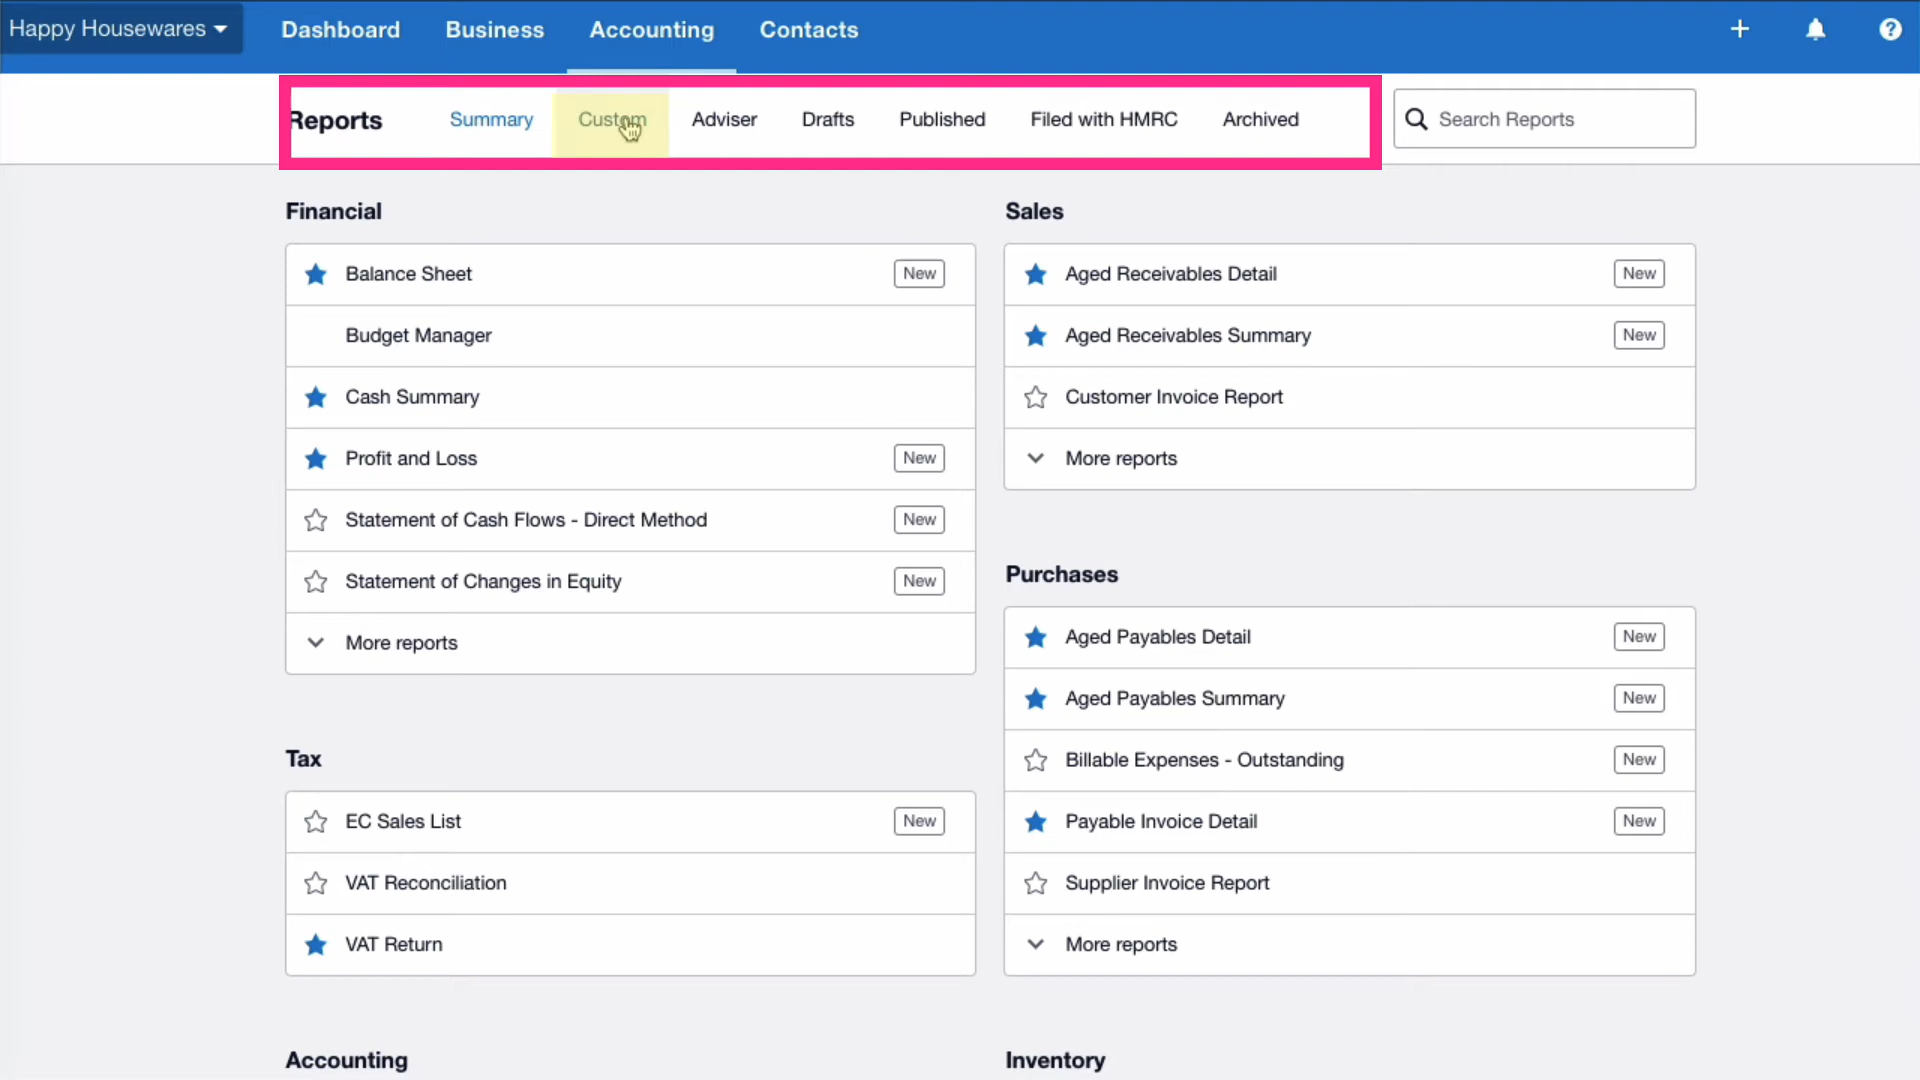 Happy Housewares Dashboard Business Accounting Contacts
Reports Summary Custom Adviser Drafts Published Filed with HMRC Archived Search Reports
Financial
Balance Sheet New
Budget Manager
Cash Summary
Profit and Loss New
Statement of Cash Flows - Direct Method New
Statement of Changes in Equity New
More reports
Tax
EC Sales List New
VAT Reconciliation
VAT Return
Accounting
Sales
Aged Receivables Detail New
Aged Receivables Summary New
Customer Invoice Report
More reports
Purchases
Aged Payables Detail New
Aged Payables Summary New
Billable Expenses - Outstanding New
Payable Invoice Detail New
Supplier Invoice Report
More reports
Inventory